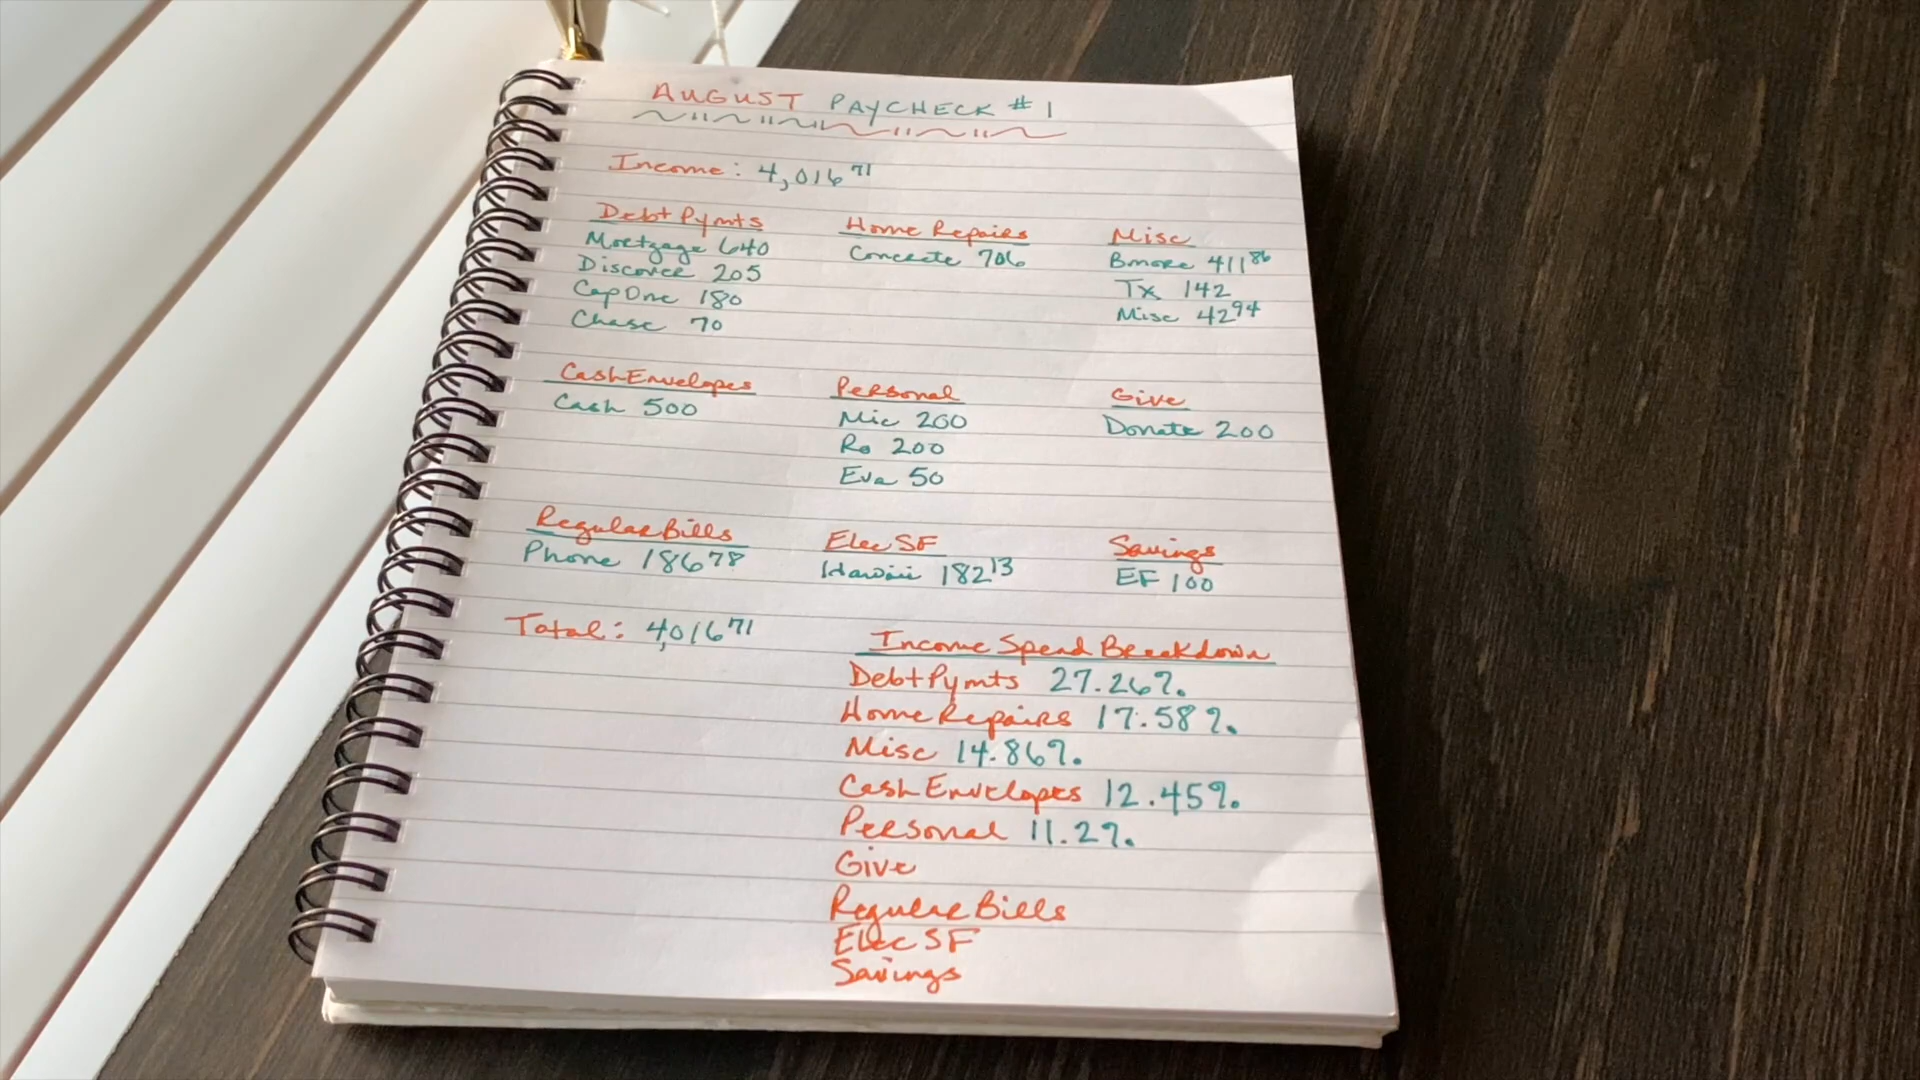 AUGUST PAYCHECK #1
Income: 4,016 71
Debt Pymts
Mortgage 640
Discover 205
CapOne 180
Chase 70
Home Repairs
Concrete 706
Misc
Bmore 411 86
Tx 142
Misc 42 94
Cash Envelopes
Cash 500
Personal
Mic 200
Ro 200
Eva 50
Give
Donate 200
Regular Bills
Phone 186 78
Elec SF
Hawaii 182 13
Savings
EF 100
Total: 4,016 71
Income Spend Breakdown
Debt Pymts 27.26%
Home Repairs 17.58%
Misc 14.86%
Cash Envelopes 12.45%
Personal 11.2%
Give
Regular Bills
Elec SF
Savings